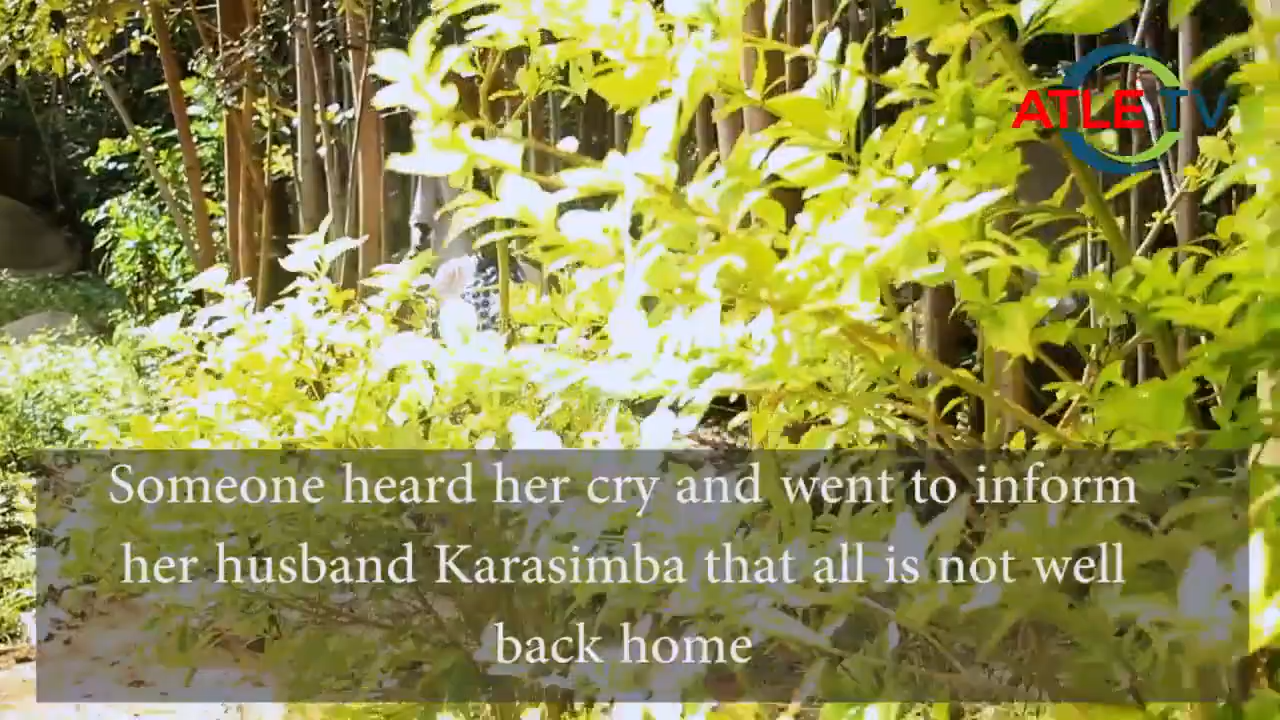 ATLE TV
Someone heard her cry and went to inform
her husband Karasimba that all is not well
back home